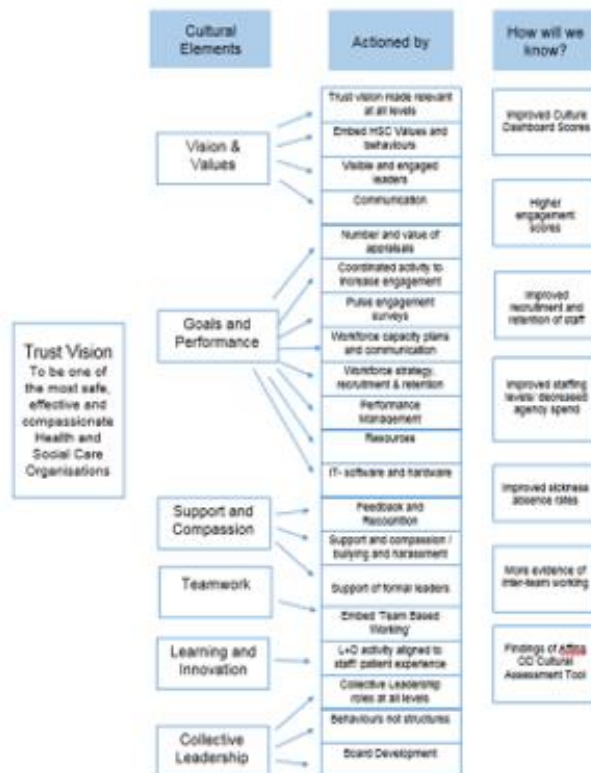 Cultural
Elements
Actioned by
How will we
know?
Trust Vision
To be one of
the most safe,
effective and
compassionate
Health and
Social Care
Organisations
Vision &
Values
Goals and
Performance
Support and
Compassion
Teamwork
Learning and
Innovation
Collective
Leadership
Trust vision made relevant
at all levels
Embed HSC Values and
behaviours
Visible and engaged
leaders
Communication
Number and value of
appraisals
Coordinated activity to
increase engagement
Pulse engagement
surveys
Workforce capacity plans
and communication
Workforce strategy,
recruitment & retention
Performance
Management
Resources
IT- software and hardware
Feedback and
Recognition
Support and compassion /
bullying and harassment
Support of formal leaders
Embed 'Team Based
Working'
L+D activity aligned to
staff/ patient experience
Collective Leadership
roles at all levels
Behaviours not structures
Board Development
Improved Culture
Dashboard Scores
Higher
engagement
scores
Improved
recruitment and
retention of staff
Improved staffing
levels/ decreased
agency spend
Improved sickness
absence rates
More evidence of
inter-team working
Findings of Affina
OD Cultural
Assessment Tool